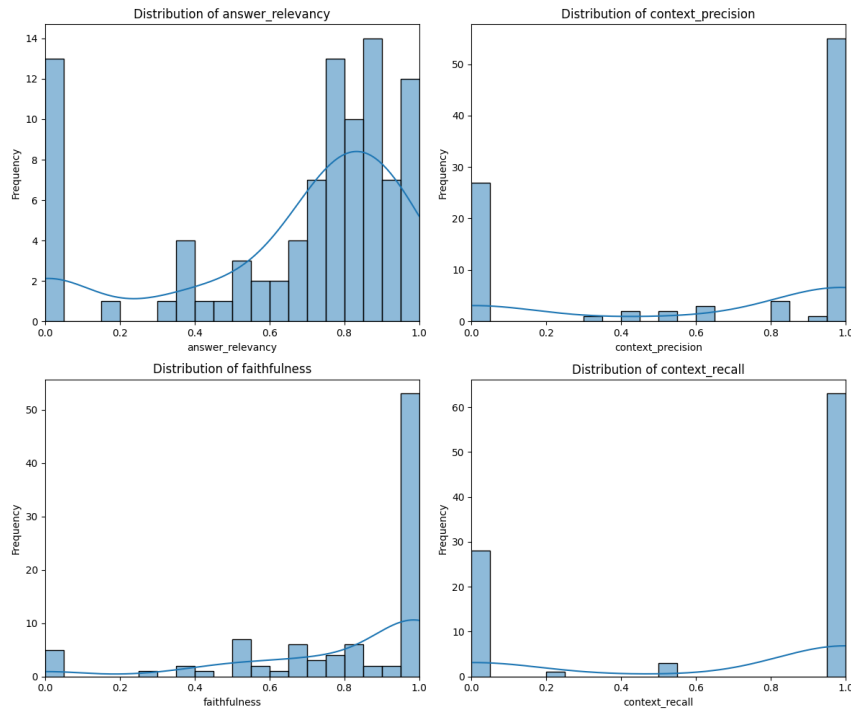 Distribution of answer_relevancy
14
12
10
8
6
4
2
0
Frequency
0.0 0.2 0.4 0.6 0.8 1.0
answer_relevancy
Distribution of context_precision
50
40
30
20
10
0
Frequency
0.0 0.2 0.4 0.6 0.8 1.0
context_precision
Distribution of faithfulness
50
40
30
20
10
0
Frequency
0.0 0.2 0.4 0.6 0.8 1.0
faithfulness
Distribution of context_recall
60
50
40
30
20
10
0
Frequency
0.0 0.2 0.4 0.6 0.8 1.0
context_recall